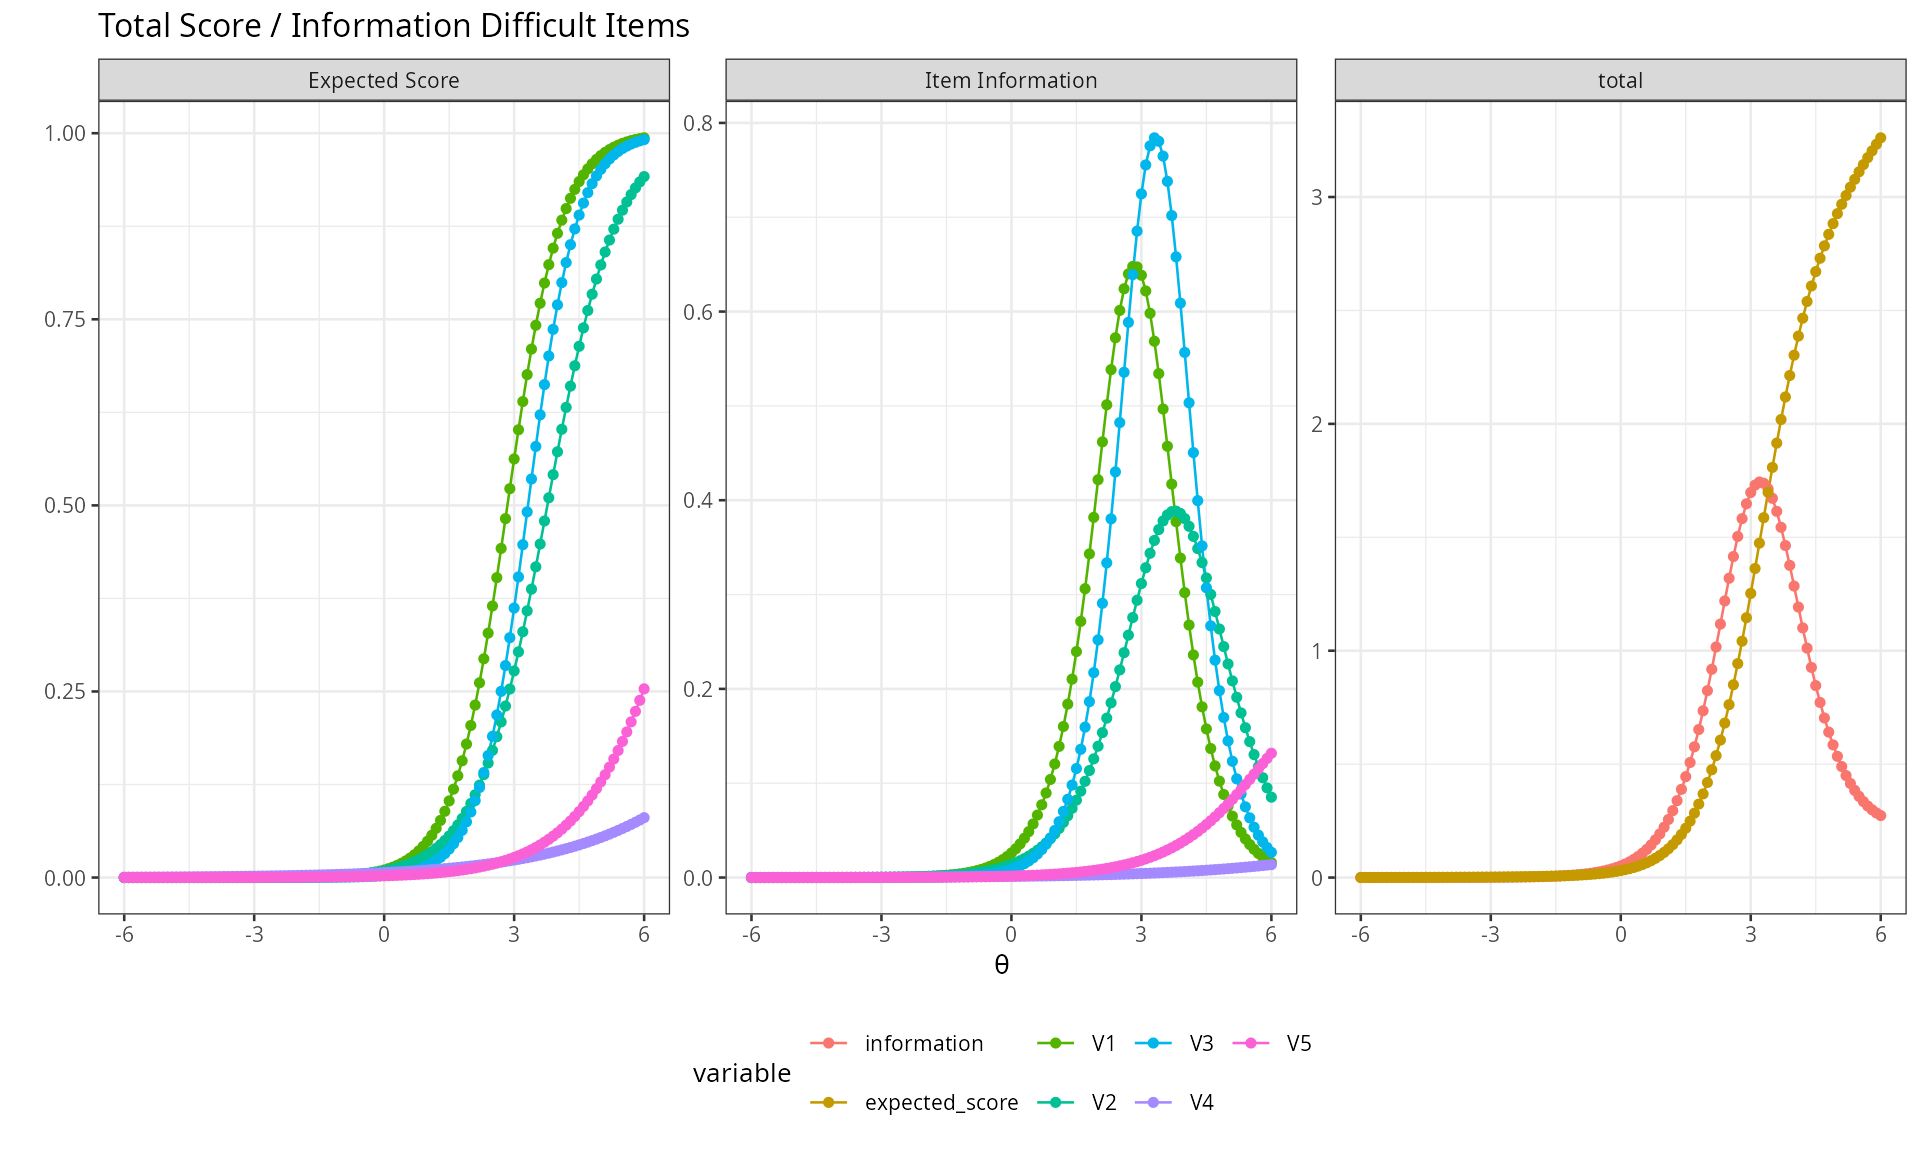 Total Score / Information Difficult Items
Expected Score
Item Information
total
1.00
0.75
0.50
0.25
0.00
0.8
0.6
0.4
0.2
0.0
3
2
1
0
-6 -3 0 3 6
-6 -3 0 3 6
-6 -3 0 3 6
θ
variable
information V1 V3 V5
expected_score V2 V4